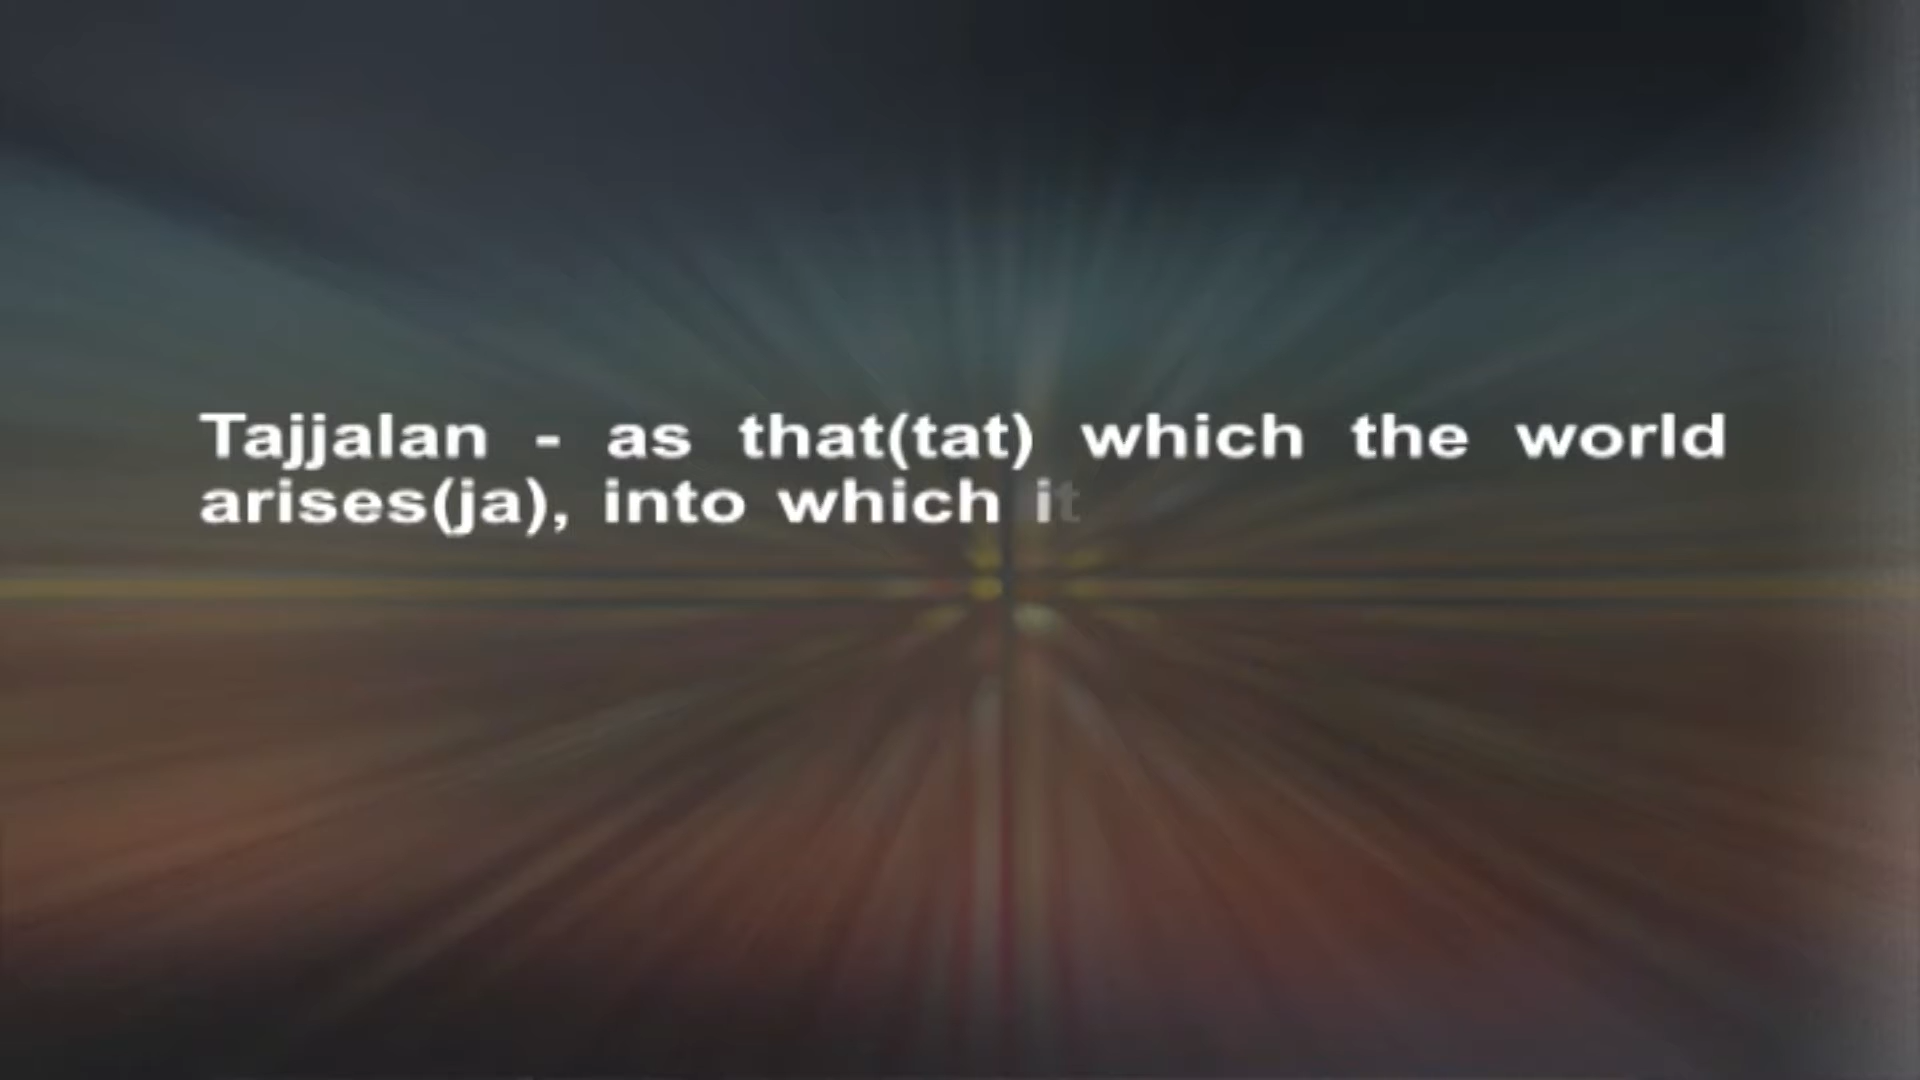 Tajjalan - as that(tat) which the world
arises(ja), into which it